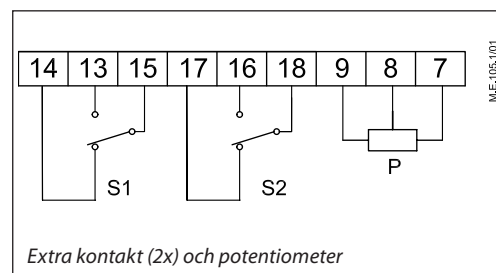 14 13 15 17 16 18 9 8 7
S1 S2 P
Extra kontakt (2x) och potentiometer
M.E.105.1/01